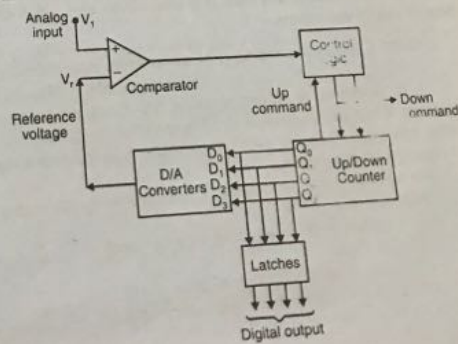 Analog
input
V₁
+
−
Comparator
Vᵣ
Reference
voltage
Control
Up
command
Down
D/A
Converters
D₀
D₁
D₂
D₃
Q₀
Q
Q
Up/Down
Counter
Latches
Digital output